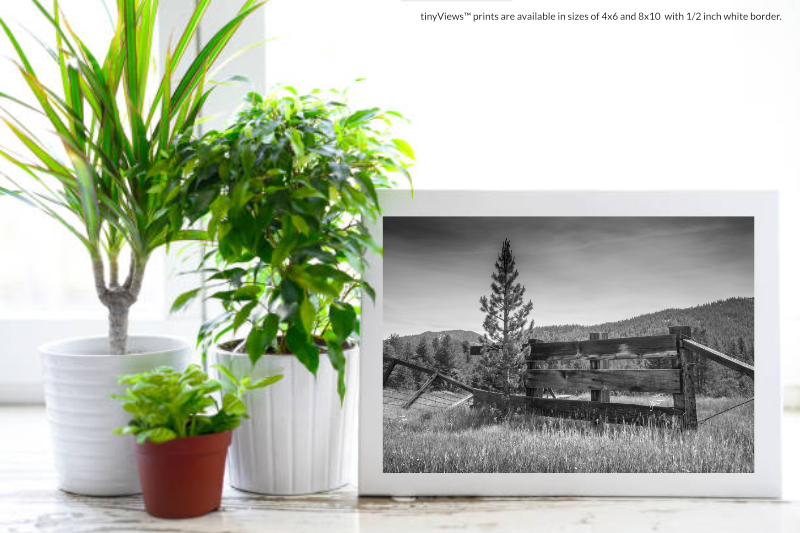 tinyViews™ prints are available in sizes of 4x6 and 8x10 with 1/2 inch white border.